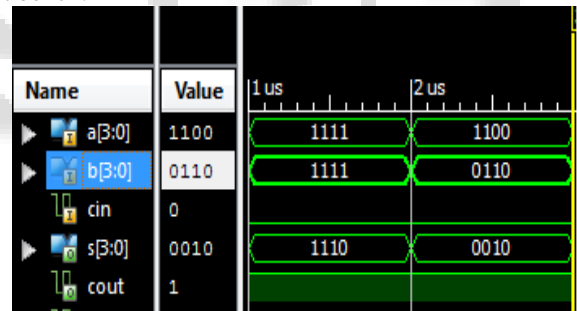 Name Value 1 us 2 us
a[3:0] 1100 1111 1100
b[3:0] 0110 1111 0110
cin 0
s[3:0] 0010 1110 0010
cout 1